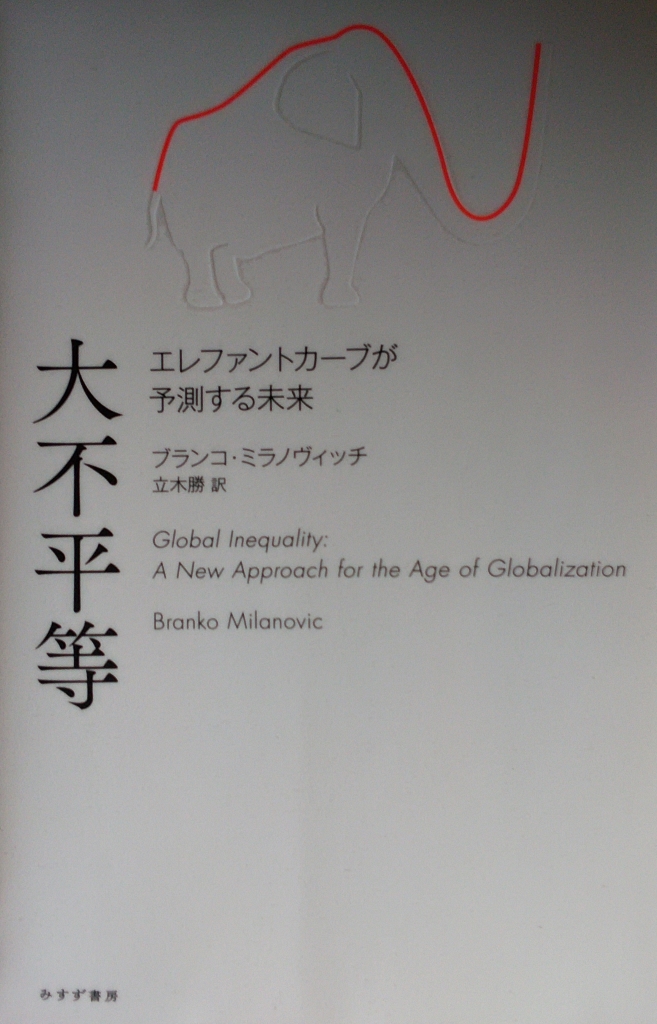 大不平等
エレファントカーブが
予測する未来
ブランコ・ミラノヴィッチ
立木勝 訳
Global Inequality:
A New Approach for the Age of Globalization
Branko Milanovic
みすず書房